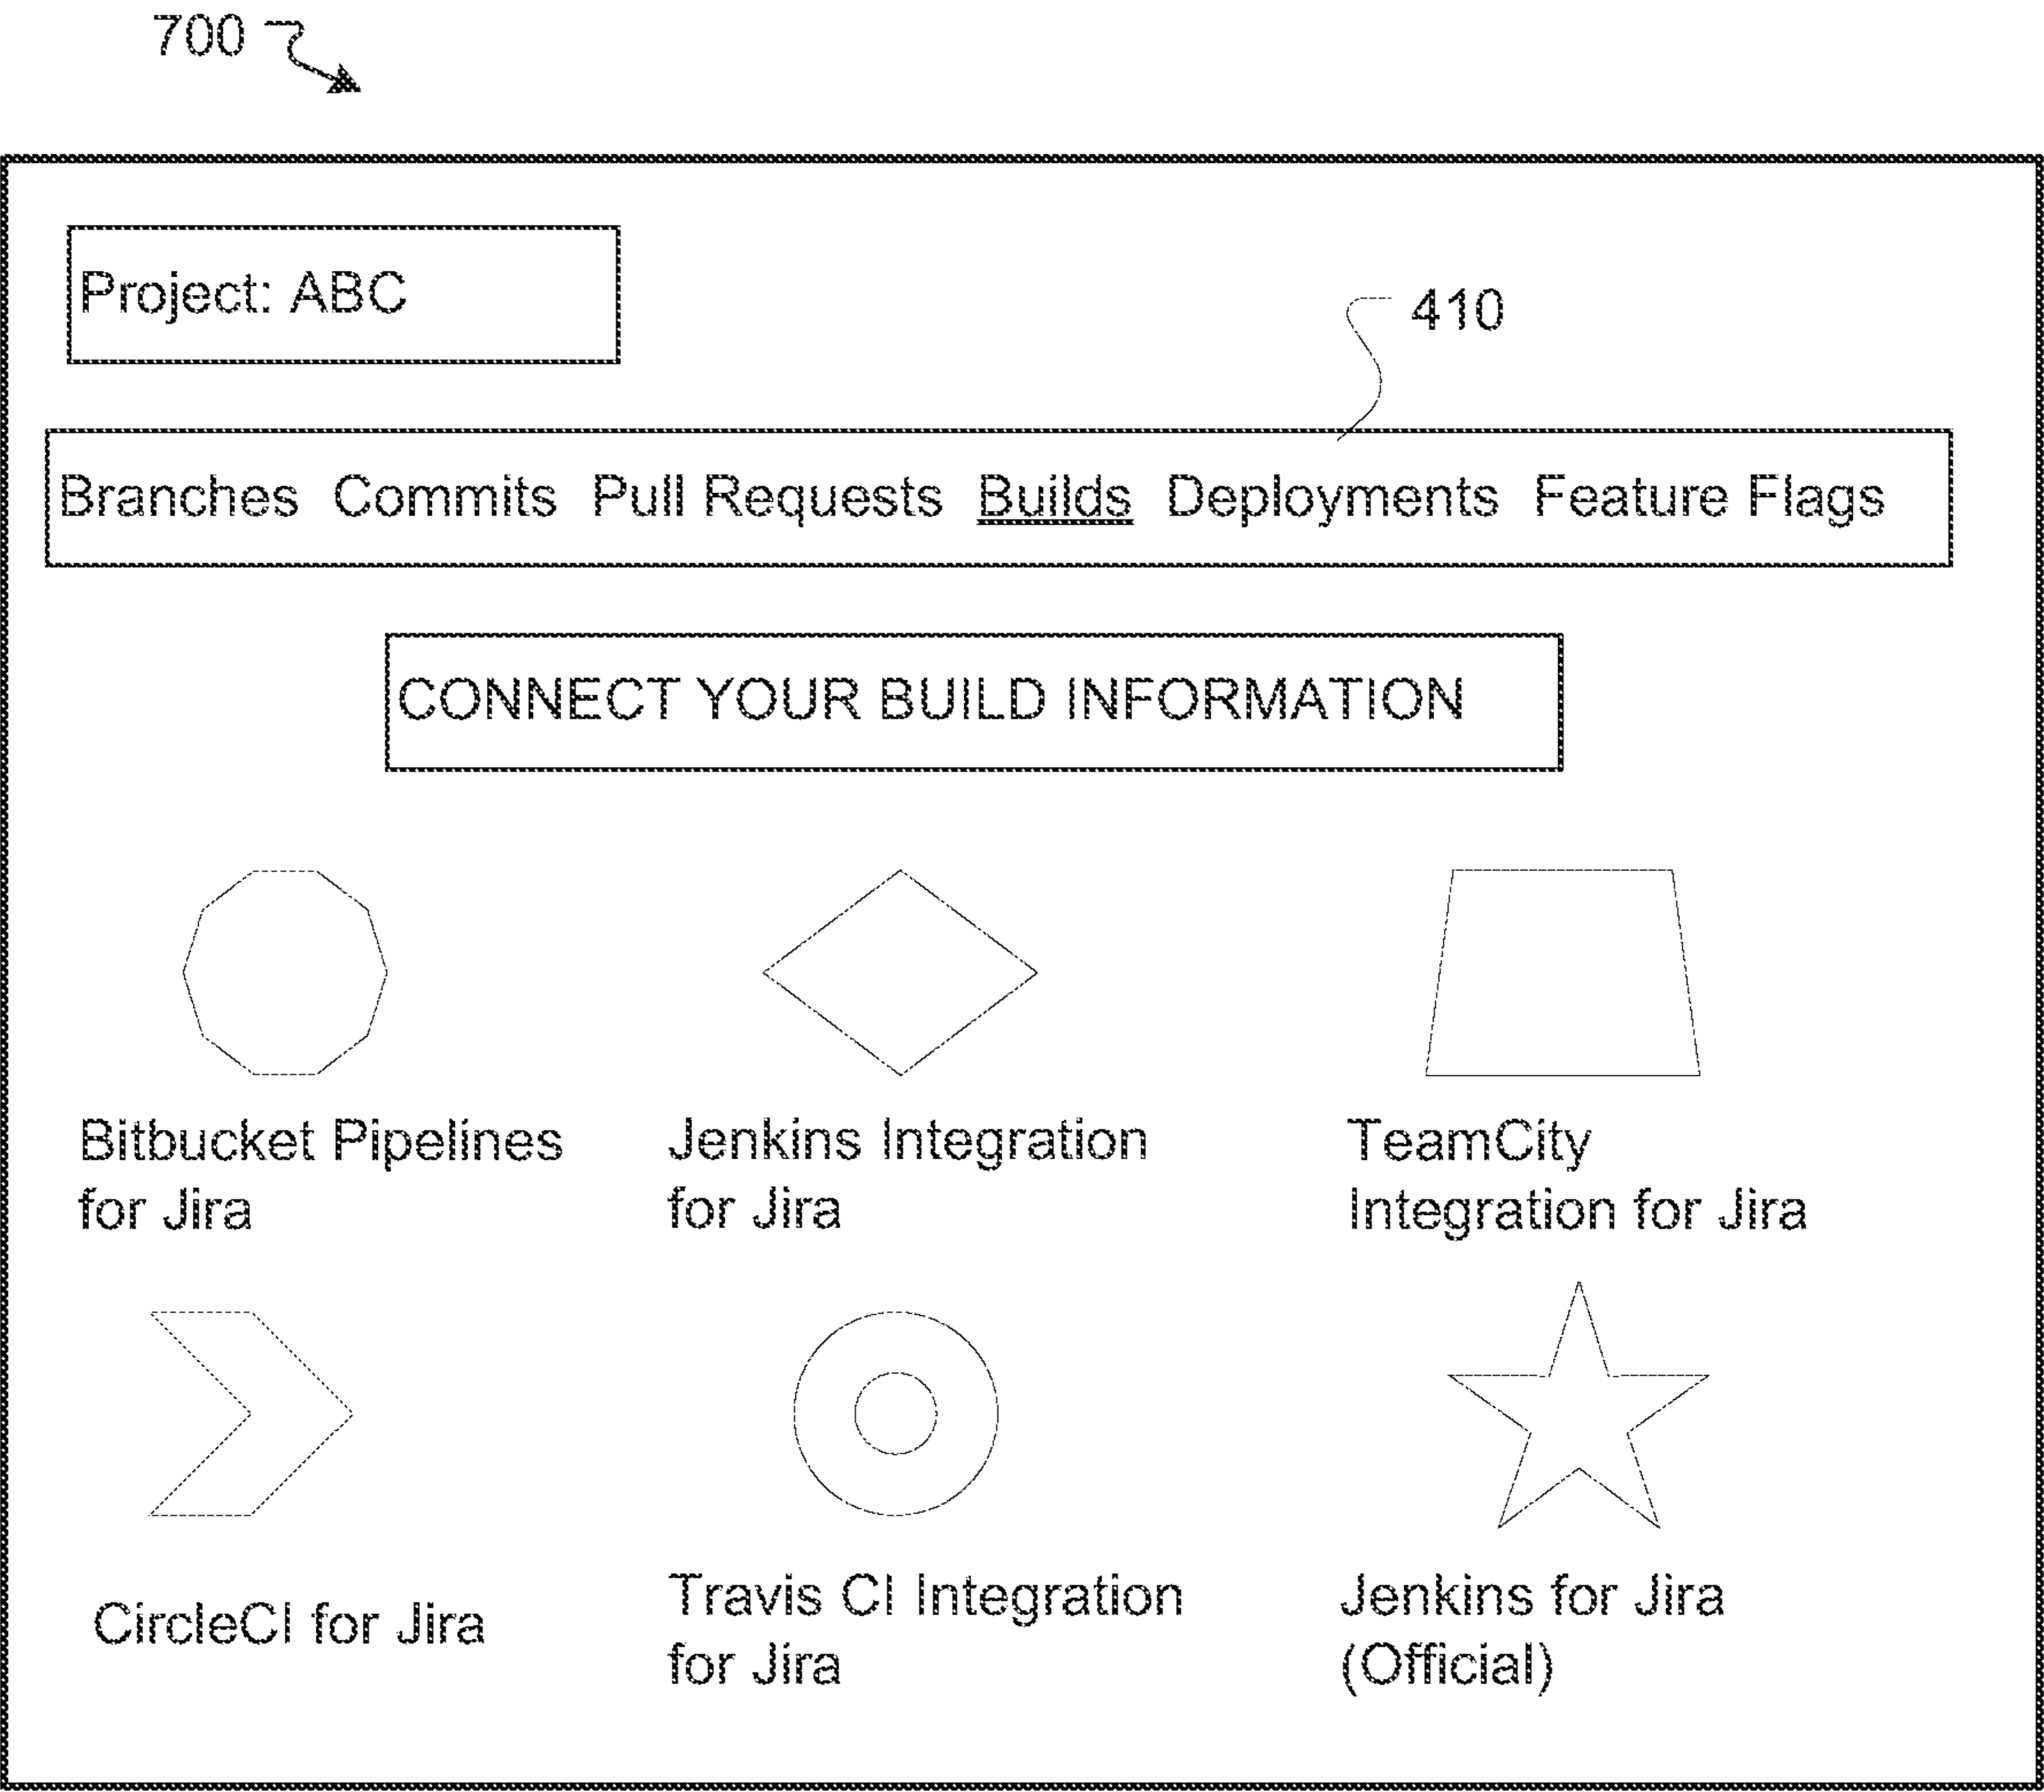 700
Project: ABC
410
Branches Commits Pull Requests Builds Deployments Feature Flags
CONNECT YOUR BUILD INFORMATION
Bitbucket Pipelines
for Jira
Jenkins Integration
for Jira
TeamCity
Integration for Jira
CircleCI for Jira
Travis CI Integration
for Jira
Jenkins for Jira
(Official)